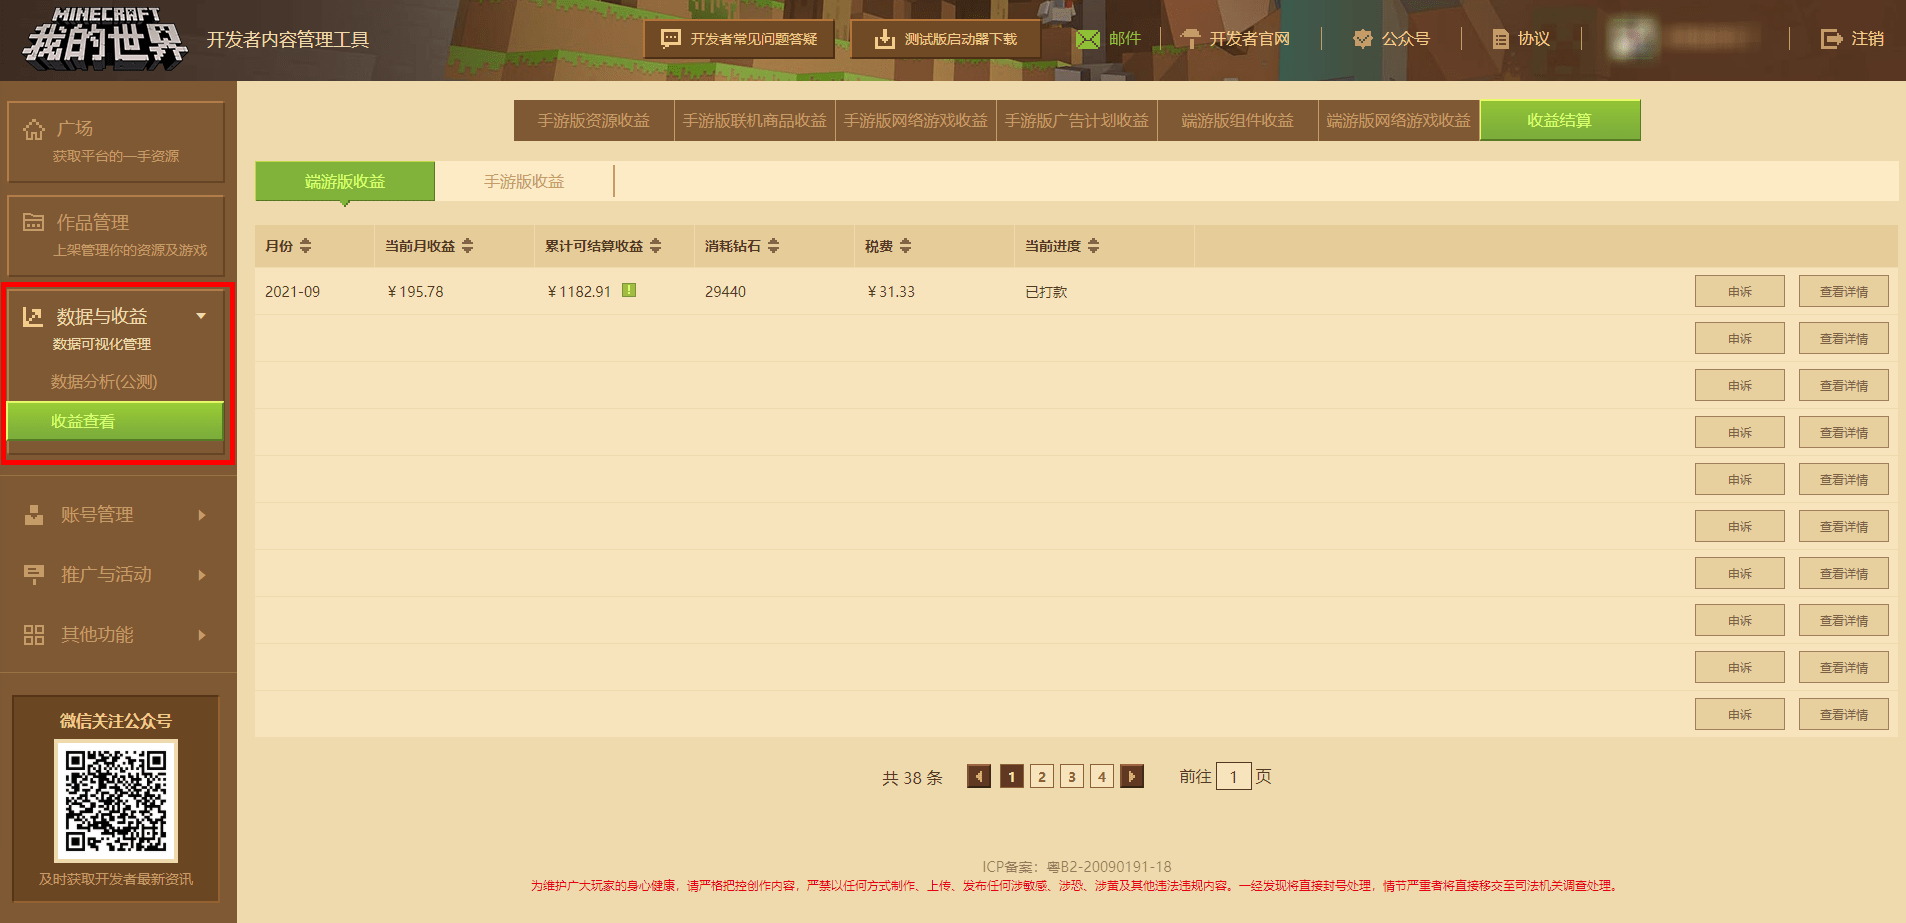 MINECRAFT
我的世界
开发者内容管理工具
开发者常见问题答疑
测试版启动器下载
邮件
开发者官网
公众号
协议
注销
广场
获取平台的一手资源
作品管理
上架管理你的资源及游戏
数据与收益
数据可视化管理
数据分析(公测)
收益查看
账号管理
推广与活动
其他功能
微信关注公众号
及时获取开发者最新资讯
手游版资源收益 手游版联机商品收益 手游版网络游戏收益 手游版广告计划收益 端游版组件收益 端游版网络游戏收益 收益结算
端游版收益 手游版收益
月份 当前月收益 累计可结算收益 消耗钻石 税费 当前进度
2021-09 ¥195.78 ¥1182.91 29440 ¥31.33 已打款 申诉 查看详情
申诉 查看详情
申诉 查看详情
申诉 查看详情
申诉 查看详情
申诉 查看详情
申诉 查看详情
申诉 查看详情
申诉 查看详情
申诉 查看详情
共 38 条 1 2 3 4 前往 1 页
ICP备案：粤B2-20090191-18
为维护广大玩家的身心健康，请严格把控创作内容，严禁以任何方式制作、上传、发布任何涉敏感、涉恐、涉黄及其他违法违规内容。一经发现将直接封号处理，情节严重者将直接移交至司法机关调查处理。